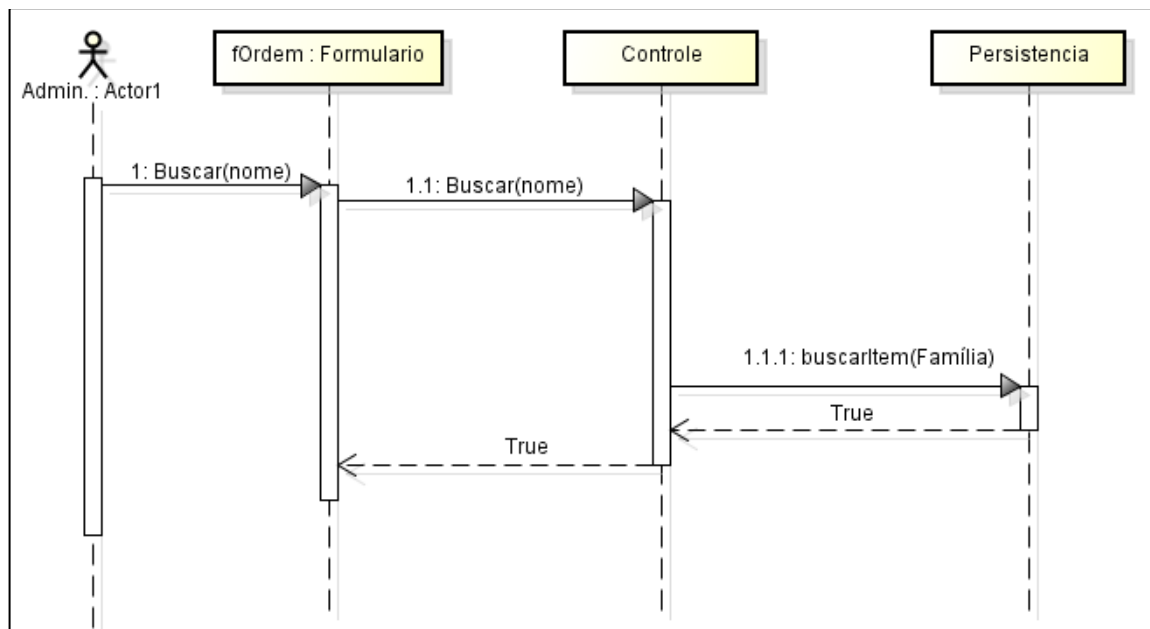 fOrdem : Formulario
Controle
Persistencia
Admin. : Actor1
1: Buscar(nome)
1.1: Buscar(nome)
1.1.1: buscarItem(Família)
True
True